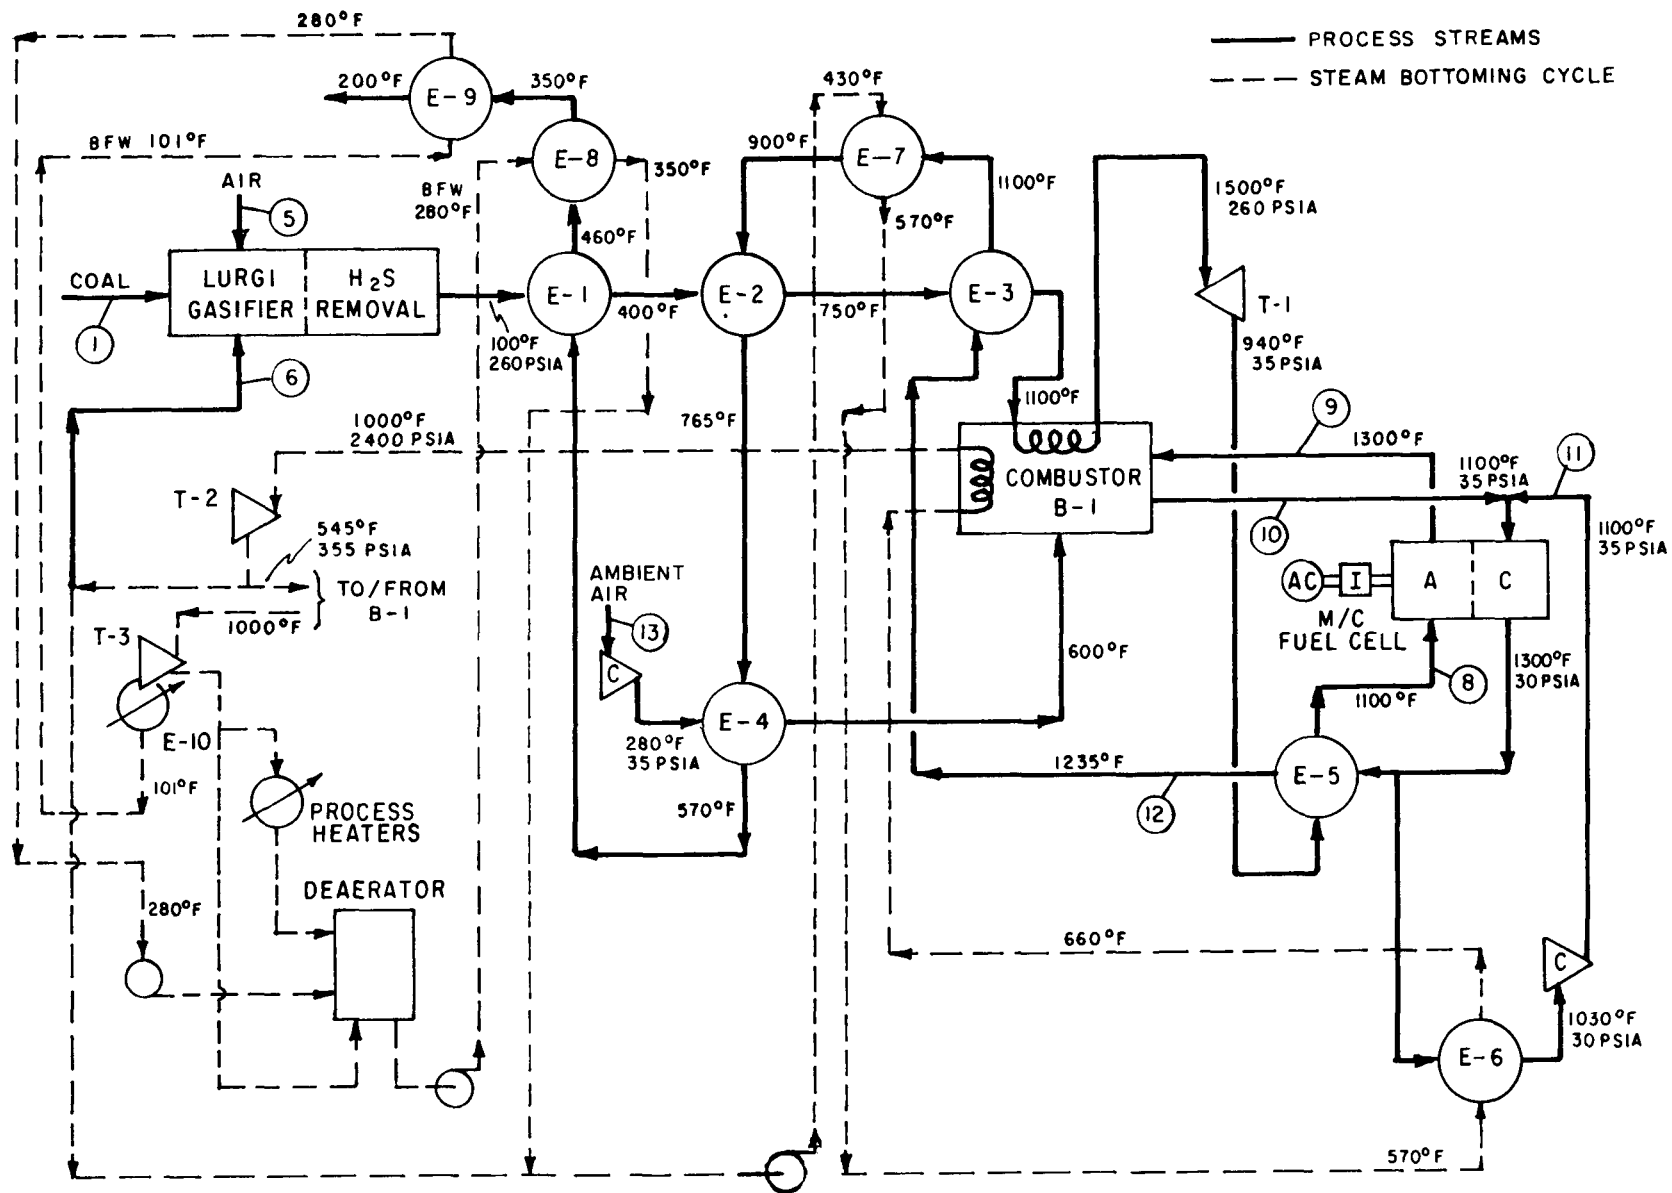 280°F
PROCESS STREAMS
STEAM BOTTOMING CYCLE
200°F
E-9
350°F
430°F
BFW 101°F
E-8
350°F
900°F
E-7
1100°F
BFW
280°F
1500°F
260 PSIA
AIR
5
460°F
570°F
COAL
1
LURGI
GASIFIER
H2S
REMOVAL
E-1
400°F
E-2
750°F
E-3
T-1
100°F
260 PSIA
940°F
35 PSIA
6
1100°F
765°F
1000°F
2400 PSIA
9
1300°F
11
1100°F
35 PSIA
COMBUSTOR
B-1
10
T-2
545°F
355 PSIA
1100°F
35 PSIA
TO/FROM
B-1
AMBIENT
AIR
13
AC
I
A
C
M/C
FUEL CELL
1000°F
T-3
C
600°F
1300°F
30 PSIA
8
1100°F
E-10
E-4
280°F
35 PSIA
1235°F
12
E-5
101°F
PROCESS
HEATERS
570°F
DEAERATOR
280°F
660°F
C
1030°F
30 PSIA
E-6
570°F